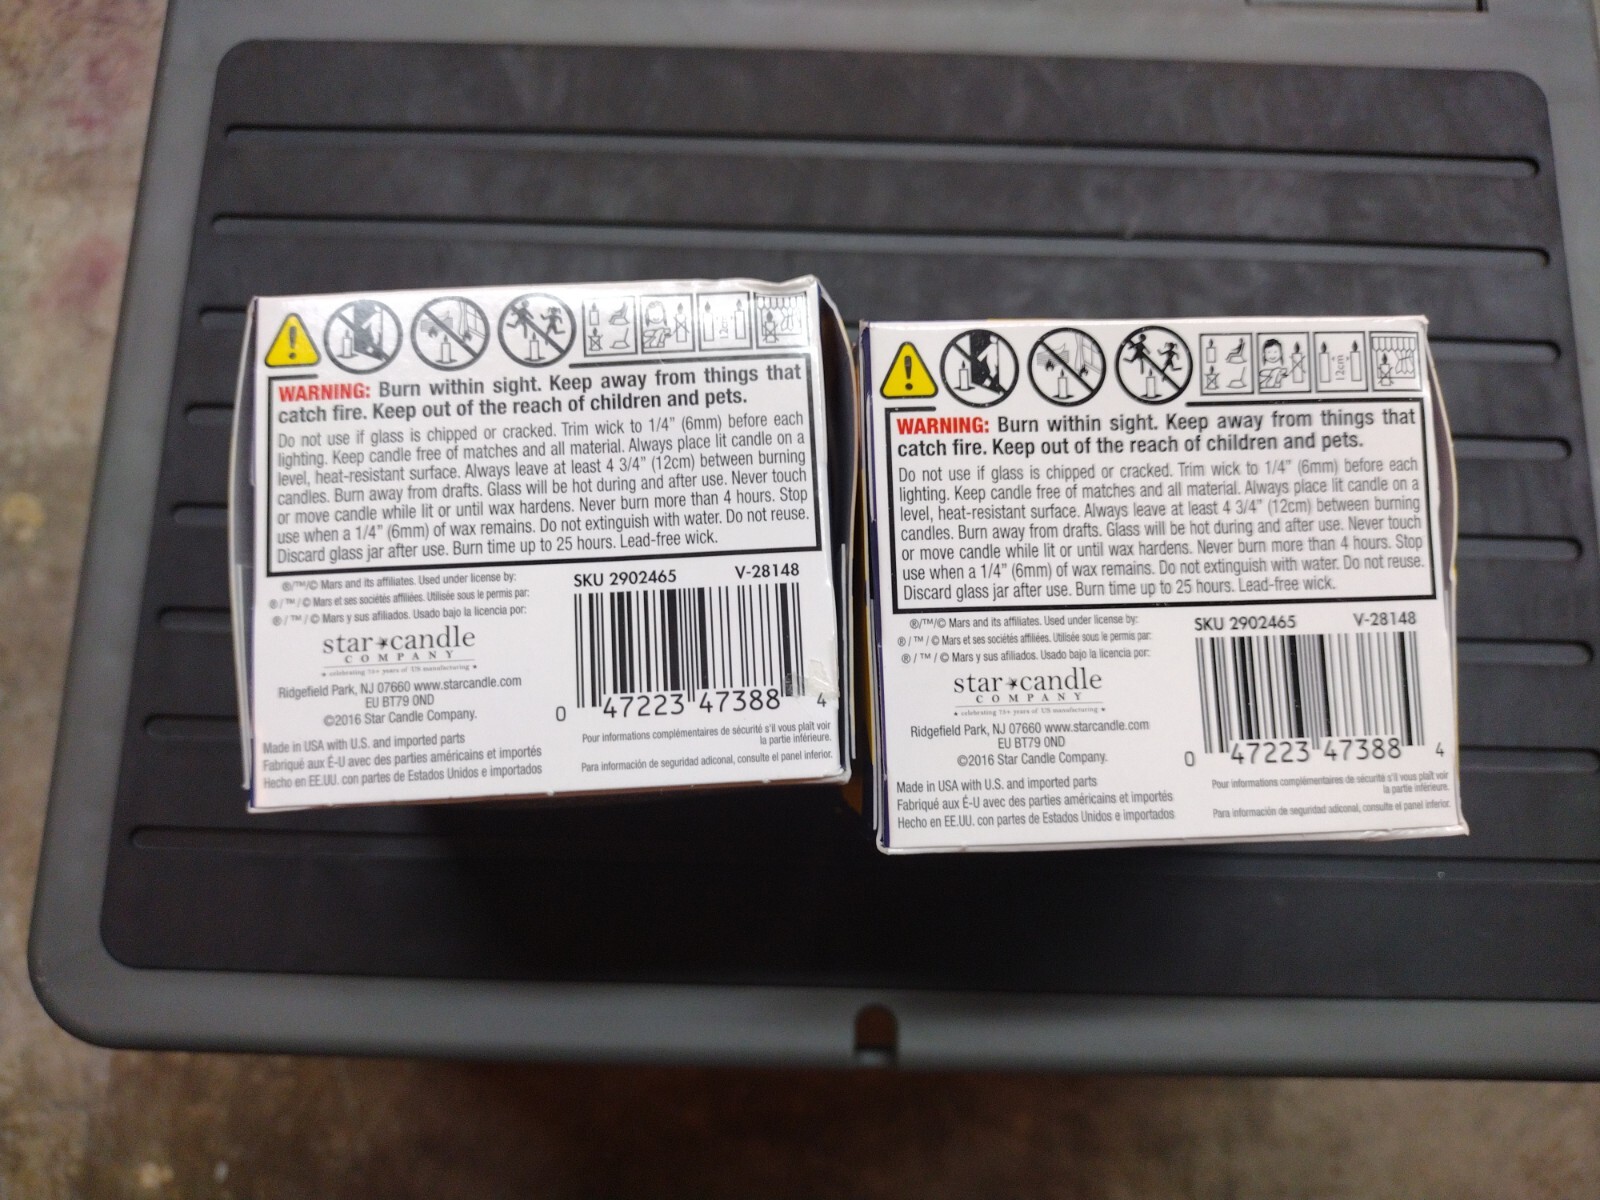 WARNING: Burn within sight. Keep away from things that
catch fire. Keep out of the reach of children and pets.
Do not use if glass is chipped or cracked. Trim wick to 1/4" (6mm) before each
lighting. Keep candle free of matches and all material. Always place lit candle on a
level, heat-resistant surface. Always leave at least 4 3/4" (12cm) between burning
candles. Burn away from drafts. Glass will be hot during and after use. Never touch
or move candle while lit or until wax hardens. Never burn more than 4 hours. Stop
use when a 1/4" (6mm) of wax remains. Do not extinguish with water. Do not reuse.
Discard glass jar after use. Burn time up to 25 hours. Lead-free wick.
®/™/© Mars and its affiliates. Used under license by:
®/™/© Mars et ses sociétés affiliées. Utilisée sous le permis par:
®/™/© Mars y sus afiliados. Usado bajo la licencia por:
star candle
COMPANY
celebrating 75+ years of US manufacturing
Ridgefield Park, NJ 07660 www.starcandle.com
EU BT79 0ND
©2016 Star Candle Company.
Made in USA with U.S. and imported parts
Fabriqué aux É-U avec des parties américains et importés
Hecho en EE.UU. con partes de Estados Unidos e importados
SKU 2902465 V-28148
0 47223 47388 4
Pour informations complémentaires de sécurité s'il vous plaît voir
la partie inférieure.
Para información de seguridad adiconal, consulte el panel inferior.
12cm
WARNING: Burn within sight. Keep away from things that
catch fire. Keep out of the reach of children and pets.
Do not use if glass is chipped or cracked. Trim wick to 1/4" (6mm) before each
lighting. Keep candle free of matches and all material. Always place lit candle on a
level, heat-resistant surface. Always leave at least 4 3/4" (12cm) between burning
candles. Burn away from drafts. Glass will be hot during and after use. Never touch
or move candle while lit or until wax hardens. Never burn more than 4 hours. Stop
use when a 1/4" (6mm) of wax remains. Do not extinguish with water. Do not reuse.
Discard glass jar after use. Burn time up to 25 hours. Lead-free wick.
®/™/© Mars and its affiliates. Used under license by:
®/™/© Mars et ses sociétés affiliées. Utilisée sous le permis par:
®/™/© Mars y sus afiliados. Usado bajo la licencia por:
star candle
COMPANY
celebrating 75+ years of US manufacturing
Ridgefield Park, NJ 07660 www.starcandle.com
EU BT79 0ND
©2016 Star Candle Company.
Made in USA with U.S. and imported parts
Fabriqué aux É-U avec des parties américains et importés
Hecho en EE.UU. con partes de Estados Unidos e importados
SKU 2902465 V-28148
0 47223 47388 4
Pour informations complémentaires de sécurité s'il vous plaît voir
la partie inférieure.
Para información de seguridad adiconal, consulte el panel inferior.